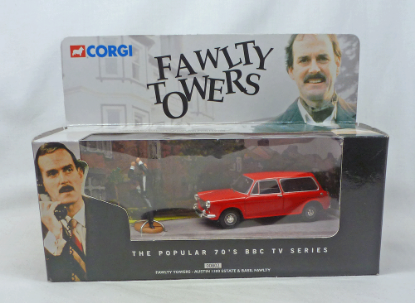 CORGI
FAWLTY
TOWERS
THE POPULAR 70'S BBC TV SERIES
FAWLTY TOWERS - AUSTIN 1300 ESTATE & BASIL FAWLTY